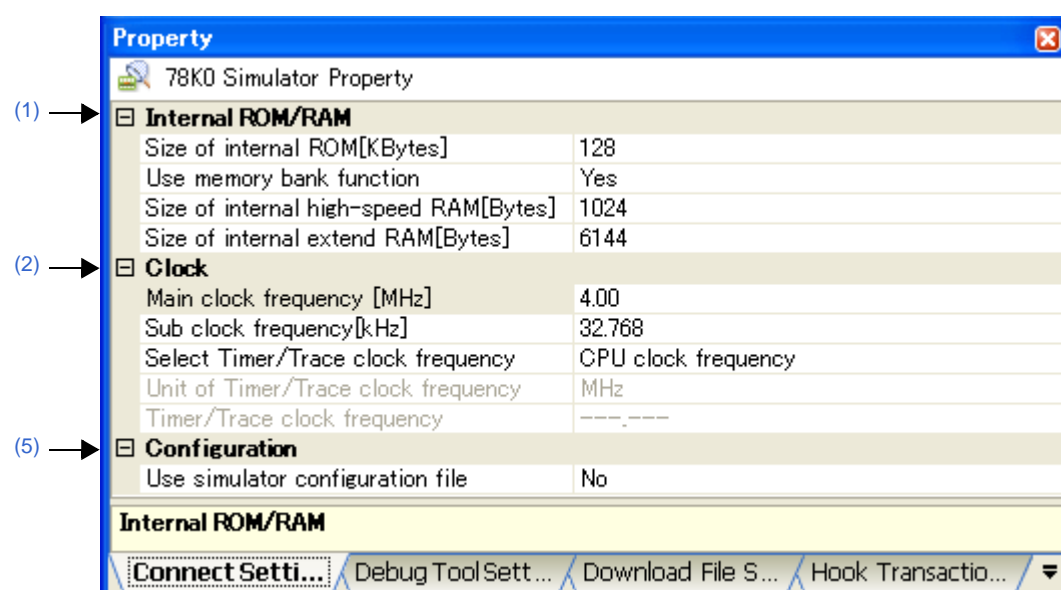 Property
78K0 Simulator Property
(1) Internal ROM/RAM
Size of internal ROM[KBytes] 128
Use memory bank function Yes
Size of internal high-speed RAM[Bytes] 1024
Size of internal extend RAM[Bytes] 6144
(2) Clock
Main clock frequency [MHz] 4.00
Sub clock frequency[kHz] 32.768
Select Timer/Trace clock frequency CPU clock frequency
Unit of Timer/Trace clock frequency MHz
Timer/Trace clock frequency ---.---
(5) Configuration
Use simulator configuration file No
Internal ROM/RAM
Connect Setti... Debug Tool Sett... Download File S... Hook Transactio...